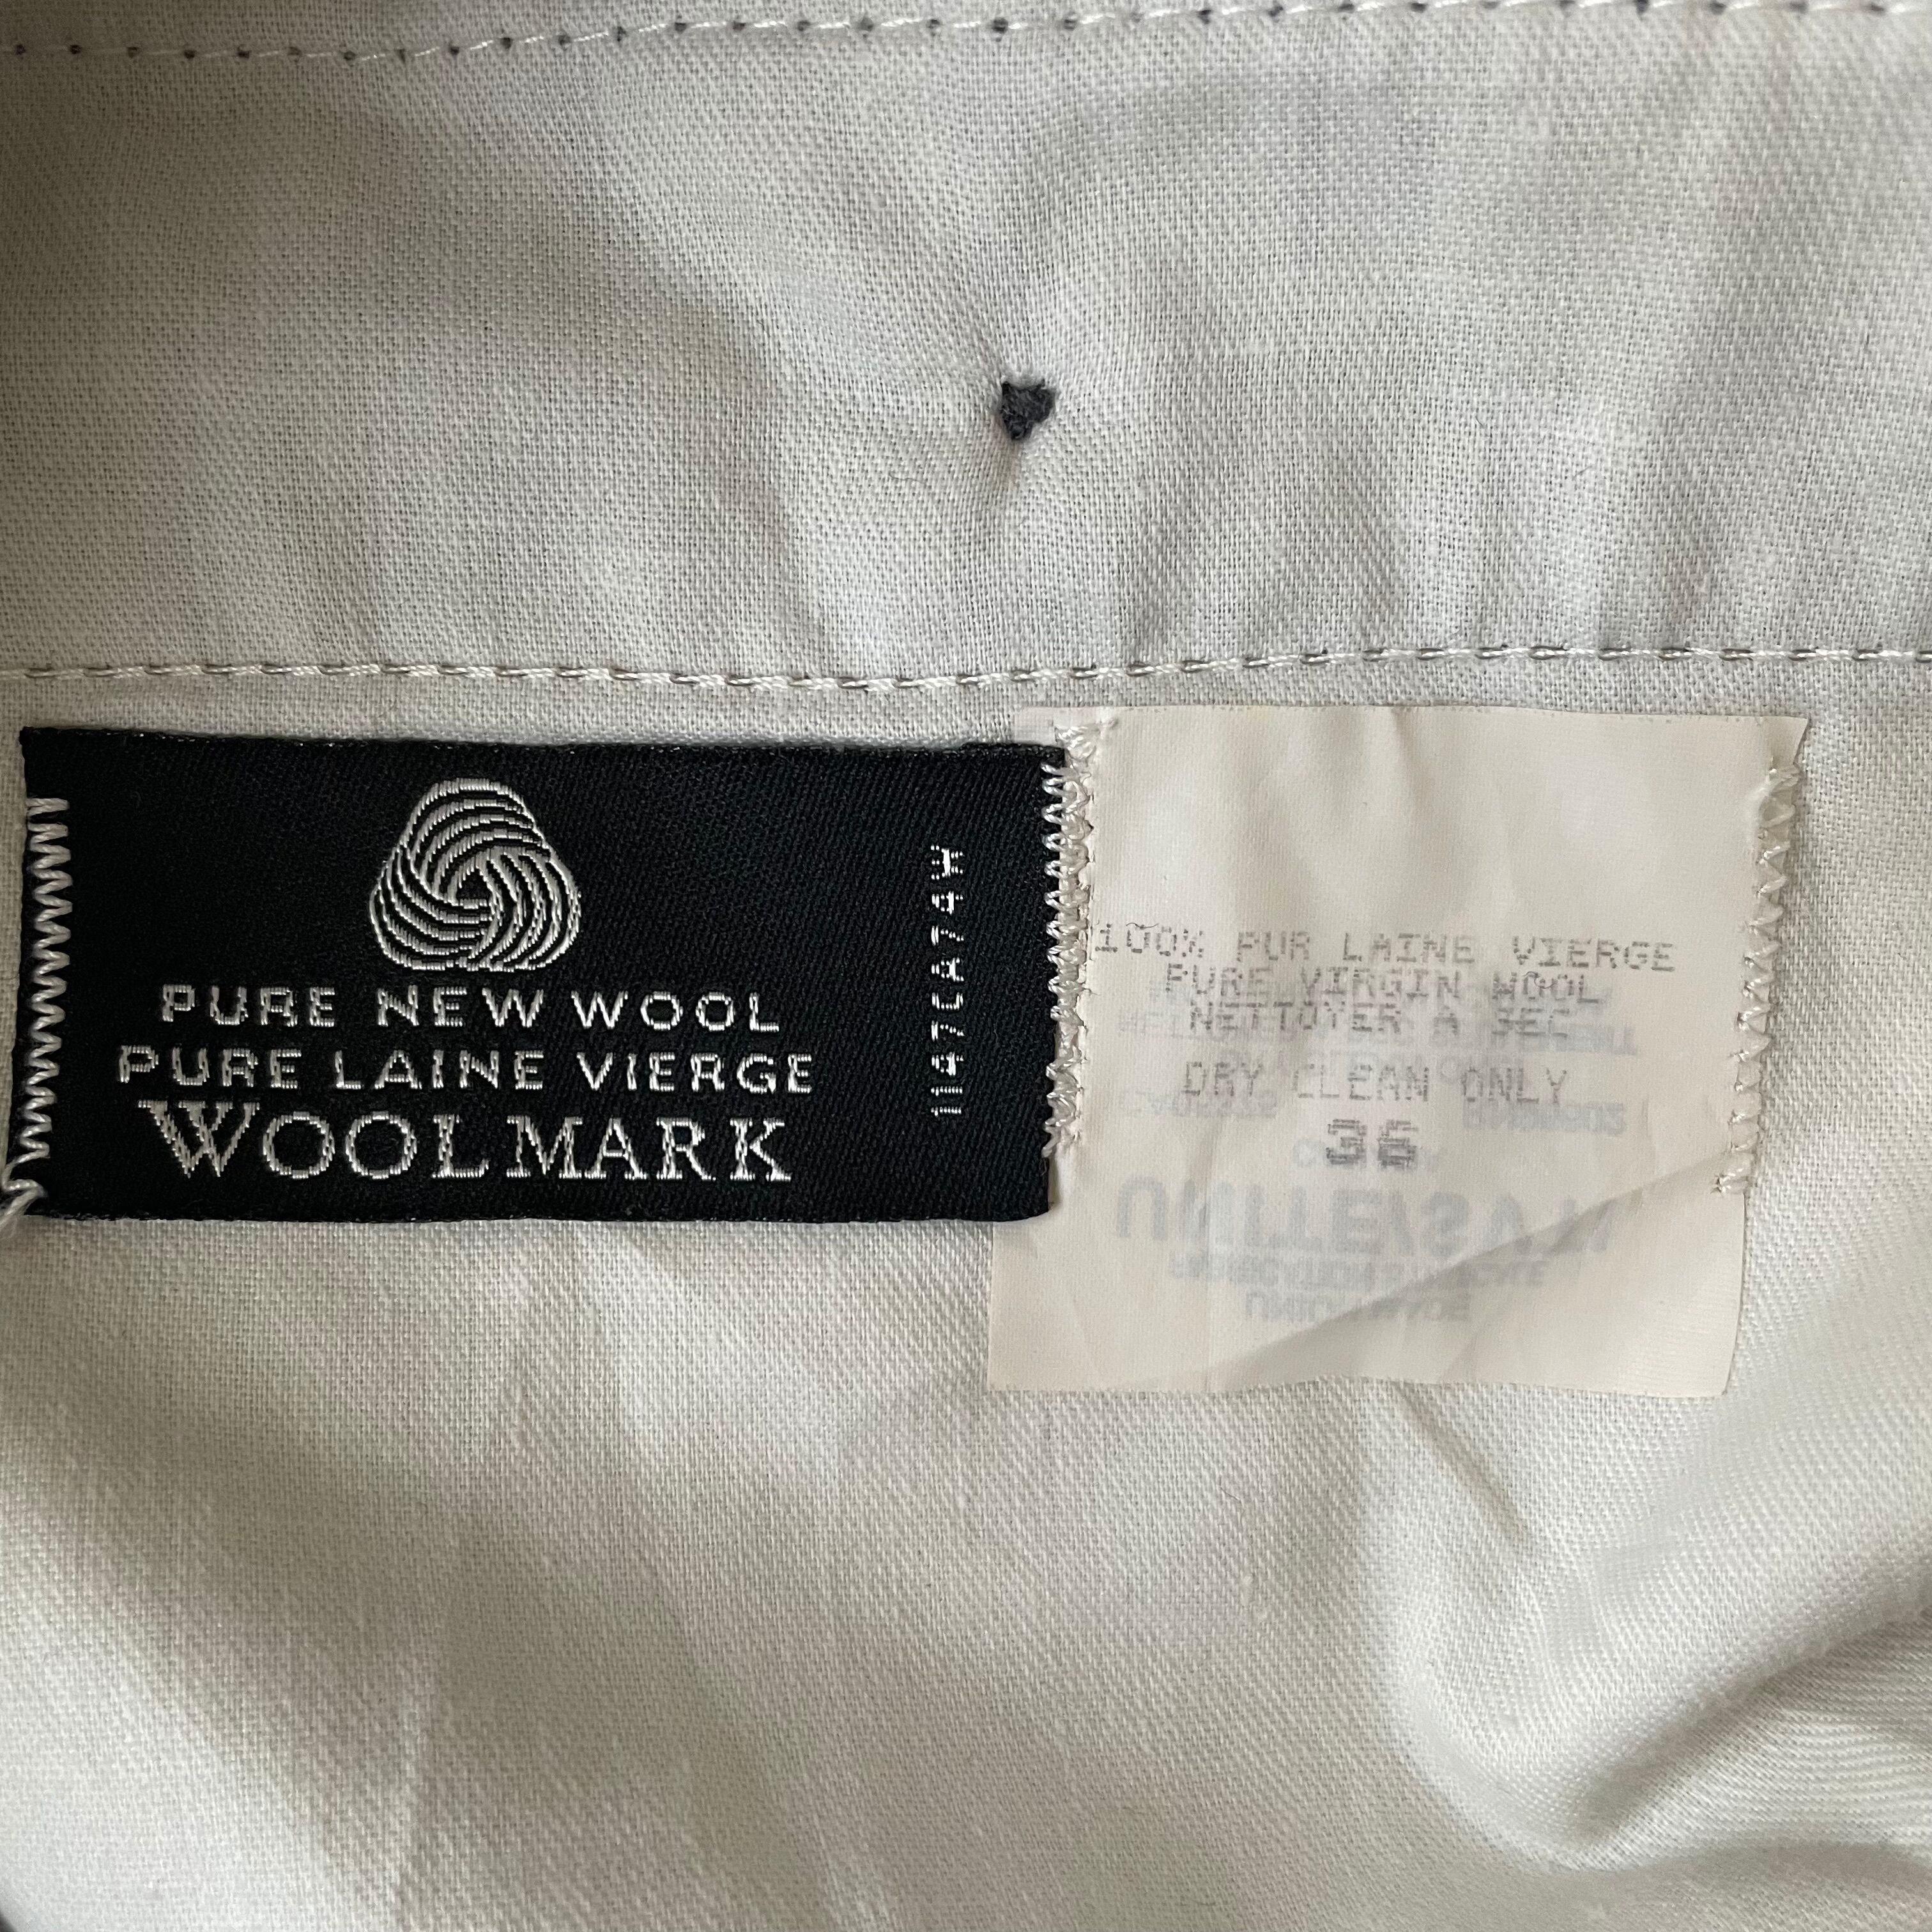 PURE NEW WOOL
PURE LAINE VIERGE
WOOLMARK
11470A274W
100% PUR LAINE VIERGE
PURE VIRGIN WOOL
NETTOYER A SEC
DRY CLEAN ONLY
36